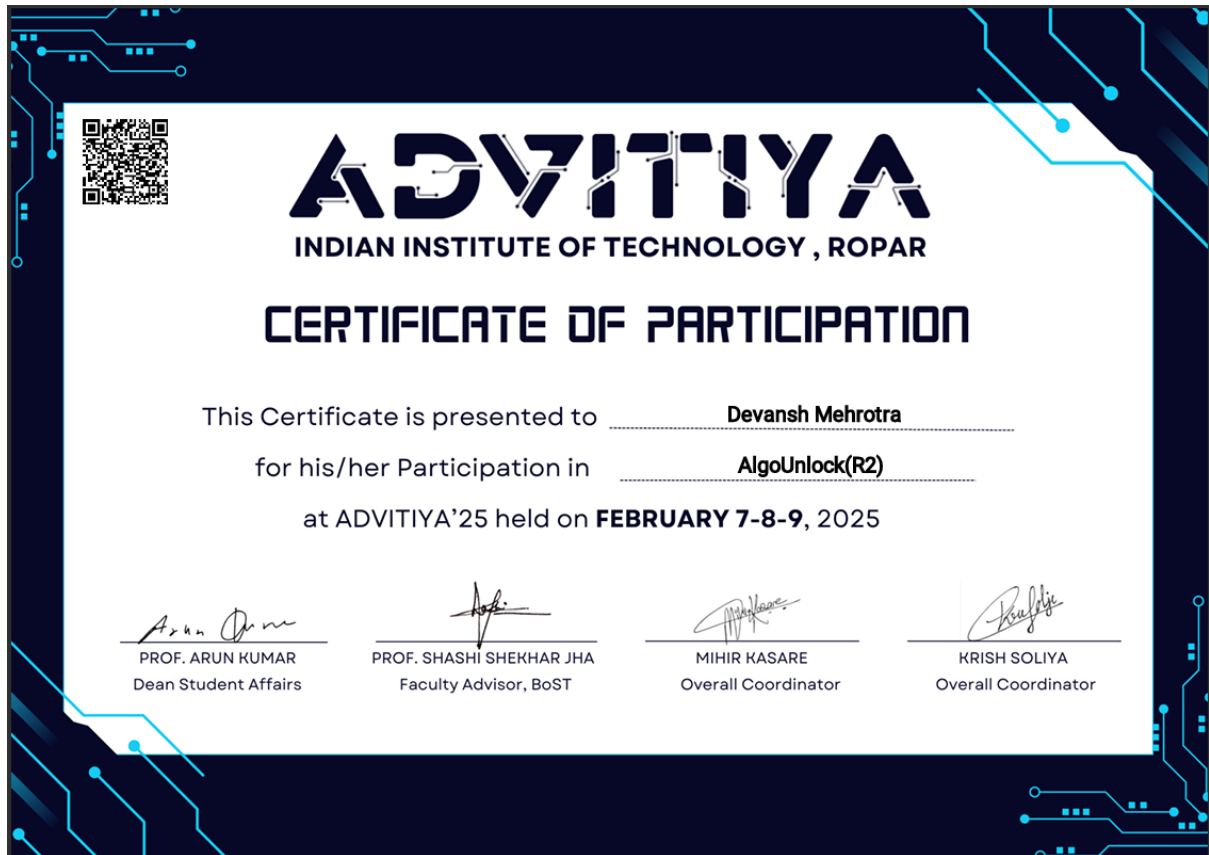 ADVITIYA
INDIAN INSTITUTE OF TECHNOLOGY , ROPAR
CERTIFICATE OF PARTICIPATION
This Certificate is presented to Devansh Mehrotra
for his/her Participation in AlgoUnlock(R2)
at ADVITIYA’25 held on FEBRUARY 7-8-9, 2025
Arun Kumar
Mihir Kasare
PROF. ARUN KUMAR PROF. SHASHI SHEKHAR JHA MIHIR KASARE KRISH SOLIYA
Dean Student Affairs Faculty Advisor, BoST Overall Coordinator Overall Coordinator